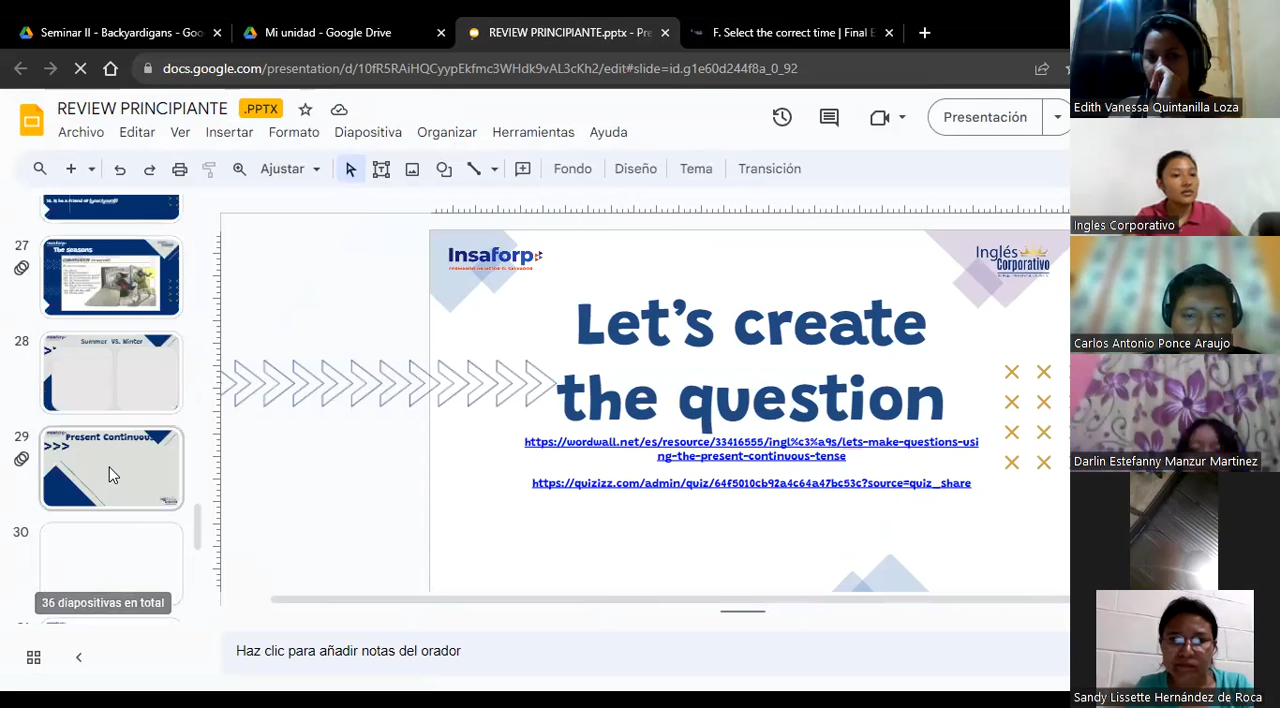 Seminar II - Backyardigans - Goo
Mi unidad - Google Drive
REVIEW PRINCIPIANTE.pptx - Pre
F. Select the correct time | Final E
docs.google.com/presentation/d/10fR5RAiHQCyypEkfmc3WHdk9vAL3cKh2/edit#slide=id.g1e60d244f8a_0_92
REVIEW PRINCIPIANTE
.PPTX
Archivo
Editar
Ver
Insertar
Formato
Diapositiva
Organizar
Herramientas
Ayuda
Presentación
Ajustar
Fondo
Diseño
Tema
Transición
27
The seasons
28
Summer VS. Winter
29
Present Continuous
>>>
30
36 diapositivas en total
Insaforp
Inglés
Corporativo
Let's create
the question
https://wordwall.net/es/resource/33416555/ingl%c3%a9s/lets-make-questions-usi
ng-the-present-continuous-tense
https://quizizz.com/admin/quiz/64f5010cb92a4c64a47bc53c?source=quiz_share
Haz clic para añadir notas del orador
Edith Vanessa Quintanilla Loza
Ingles Corporativo
Carlos Antonio Ponce Araujo
Darlin Estefanny Manzur Martinez
Sandy Lissette Hernández de Roca